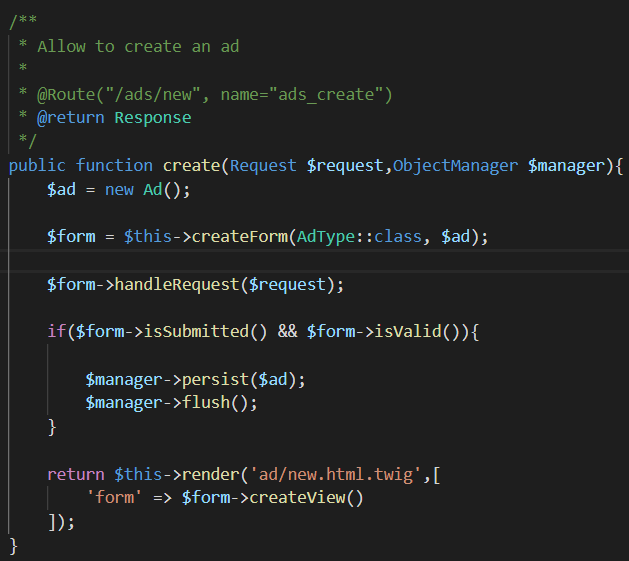 /**
 * Allow to create an ad
 *
 * @Route("/ads/new", name="ads_create")
 * @return Response
 */
public function create(Request $request,ObjectManager $manager){
    $ad = new Ad();

    $form = $this->createForm(AdType::class, $ad);

    $form->handleRequest($request);

    if($form->isSubmitted() && $form->isValid()){

        $manager->persist($ad);
        $manager->flush();
    }

    return $this->render('ad/new.html.twig',[
        'form' => $form->createView()
    ]);
}